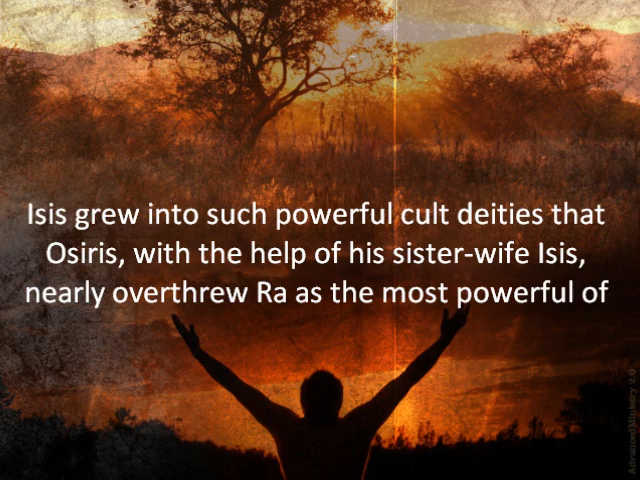 Isis grew into such powerful cult deities that
Osiris, with the help of his sister-wife Isis,
nearly overthrew Ra as the most powerful of